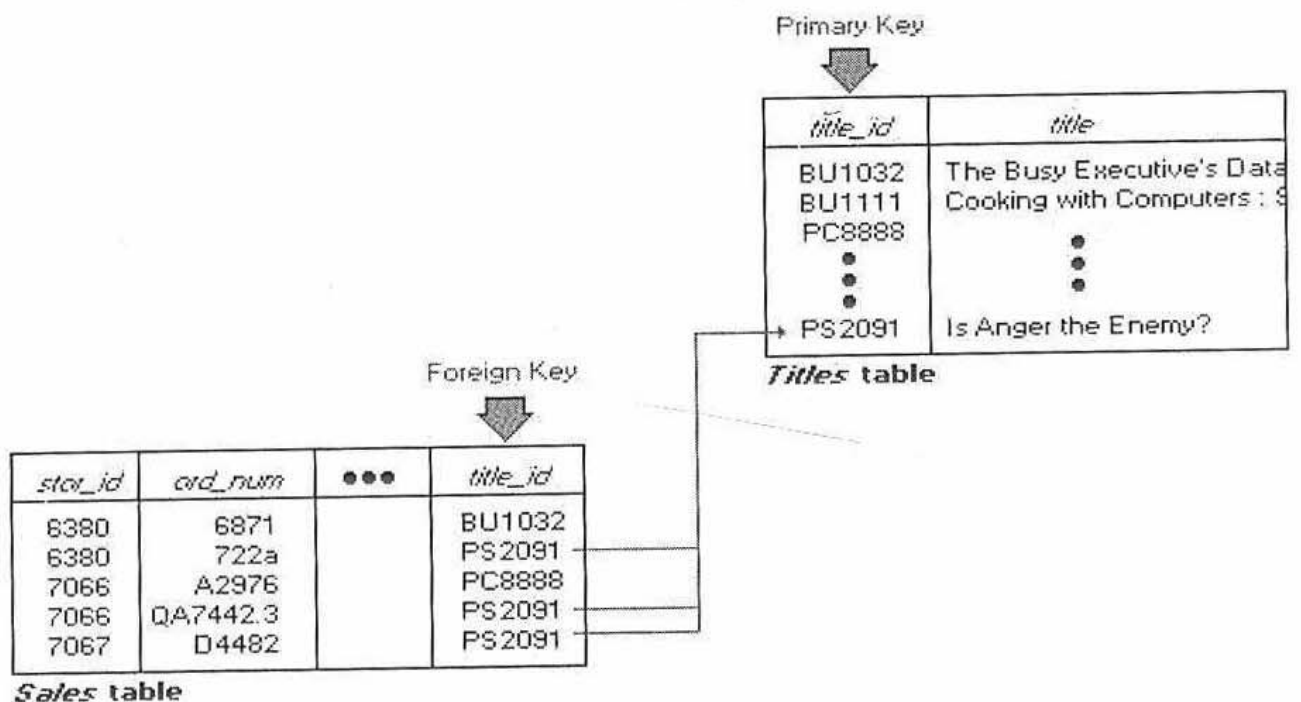 Primary Key
title_id title
BU1032 The Busy Executive's Data
BU1111 Cooking with Computers : S
PC8888
PS2091 Is Anger the Enemy?
Titles table
Foreign Key
stor_id ord_num title_id
6380 6871 BU1032
6380 722a PS2091
7066 A2976 PC8888
7066 QA7442.3 PS2091
7067 D4482 PS2091
Sales table